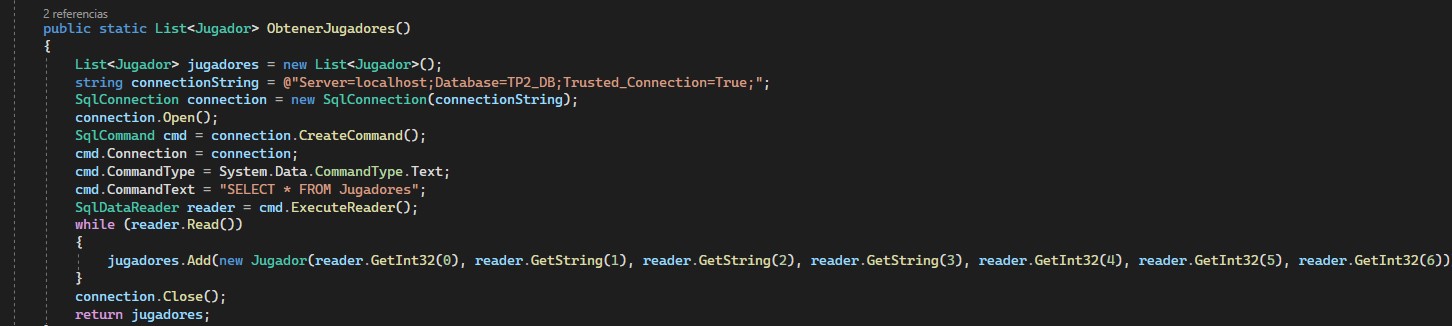 2 referencias
public static List<Jugador> ObtenerJugadores()
{
List<Jugador> jugadores = new List<Jugador>();
string connectionString = @"Server=localhost;Database=TP2_DB;Trusted_Connection=True;";
SqlConnection connection = new SqlConnection(connectionString);
connection.Open();
SqlCommand cmd = connection.CreateCommand();
cmd.Connection = connection;
cmd.CommandType = System.Data.CommandType.Text;
cmd.CommandText = "SELECT * FROM Jugadores";
SqlDataReader reader = cmd.ExecuteReader();
while (reader.Read())
{
jugadores.Add(new Jugador(reader.GetInt32(0), reader.GetString(1), reader.GetString(2), reader.GetString(3), reader.GetInt32(4), reader.GetInt32(5), reader.GetInt32(6))
}
connection.Close();
return jugadores;